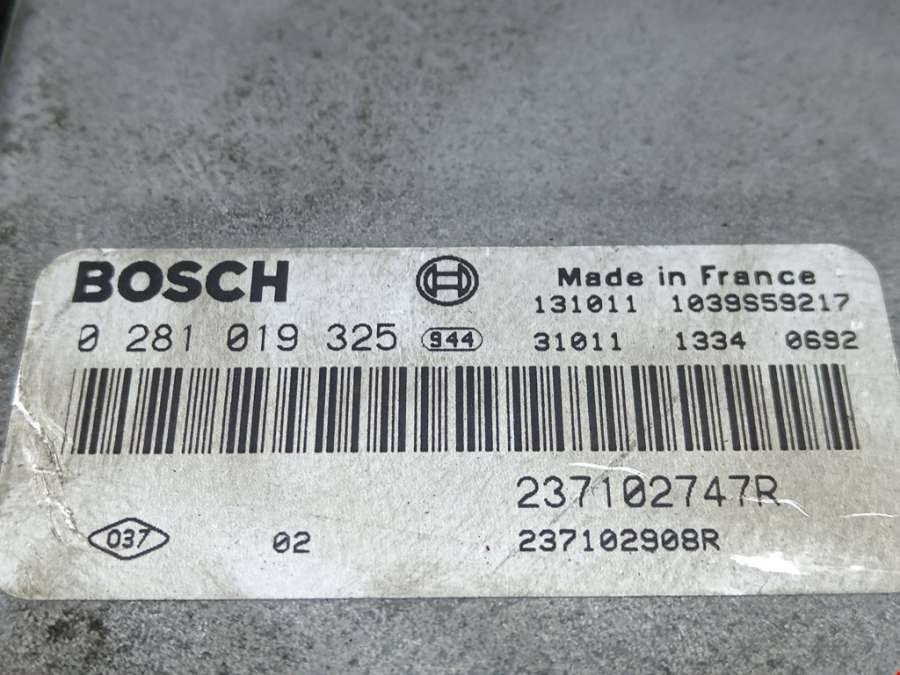 BOSCH
Made in France
131011 1039S59217
0 281 019 325 944 31011 1334 0692
237102747R
037 02 237102908R